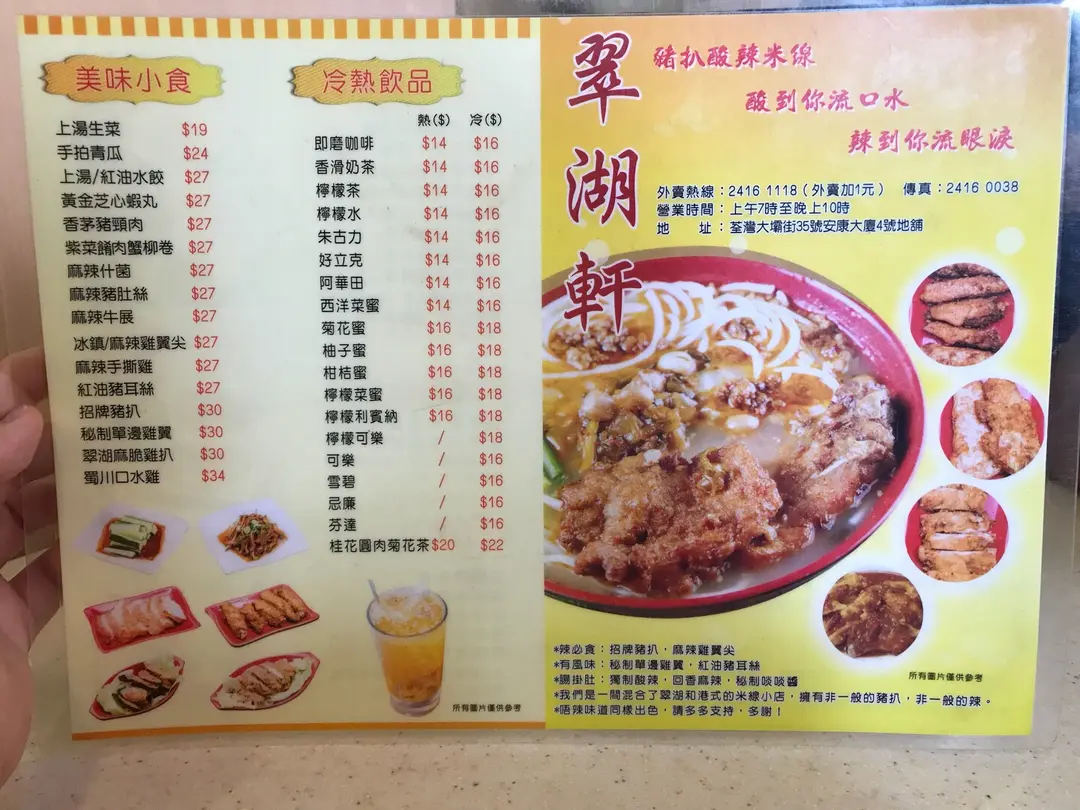 美味小食
上湯生菜 $19
手拍青瓜 $24
上湯/紅油水餃 $27
黃金芝心蝦丸 $27
香茅豬頸肉 $27
紫菜餚肉蟹柳卷 $27
麻辣什菌 $27
麻辣豬肚絲 $27
麻辣牛展 $27
冰鎮/麻辣雞翼尖 $27
麻辣手撕雞 $27
紅油豬耳絲 $27
招牌豬扒 $30
秘制單邊雞翼 $30
翠湖麻脆雞扒 $30
蜀川口水雞 $34
冷熱飲品
熱($) 冷($)
即磨咖啡 $14 $16
香滑奶茶 $14 $16
檸檬茶 $14 $16
檸檬水 $14 $16
朱古力 $14 $16
好立克 $14 $16
阿華田 $14 $16
西洋菜蜜 $14 $16
菊花蜜 $16 $18
柚子蜜 $16 $18
柑桔蜜 $16 $18
檸檬菜蜜 $16 $18
檸檬利賓納 $16 $18
檸檬可樂 / $18
可樂 / $16
雪碧 / $16
忌廉 / $16
芬達 / $16
桂花圓肉菊花茶 $20 $22
所有圖片僅供參考
翠湖軒
豬扒酸辣米線
酸到你流口水
辣到你流眼淚
外賣熱線：2416 1118（外賣加1元） 傳真：2416 0038
營業時間：上午7時至晚上10時
地 址：荃灣大壩街35號安康大廈4號地舖
*辣必食：招牌豬扒，麻辣雞翼尖
*有風味：秘制單邊雞翼，紅油豬耳絲
*讓掛肚：獨制酸辣，回香麻辣，秘制啖啖醬
*我們是一間混合了翠湖和港式的米線小店，擁有非一般的豬扒，非一般的辣。
*唔辣味道同樣出色，請多多支持，多謝！
所有圖片僅供參考